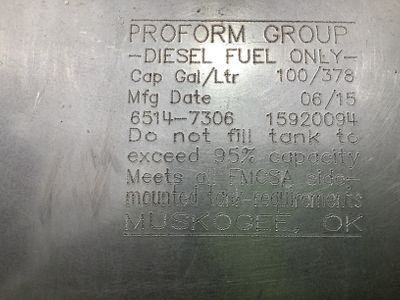 PROFORM GROUP
-DIESEL FUEL ONLY-
Cap Gal/Ltr 100/378
Mfg Date 06/15
6514-7306 15920094
Do not fill tank to
exceed 95% capacity
Meets all FMCSA side-
mounted tank requirements
MUSKOGEE, OK